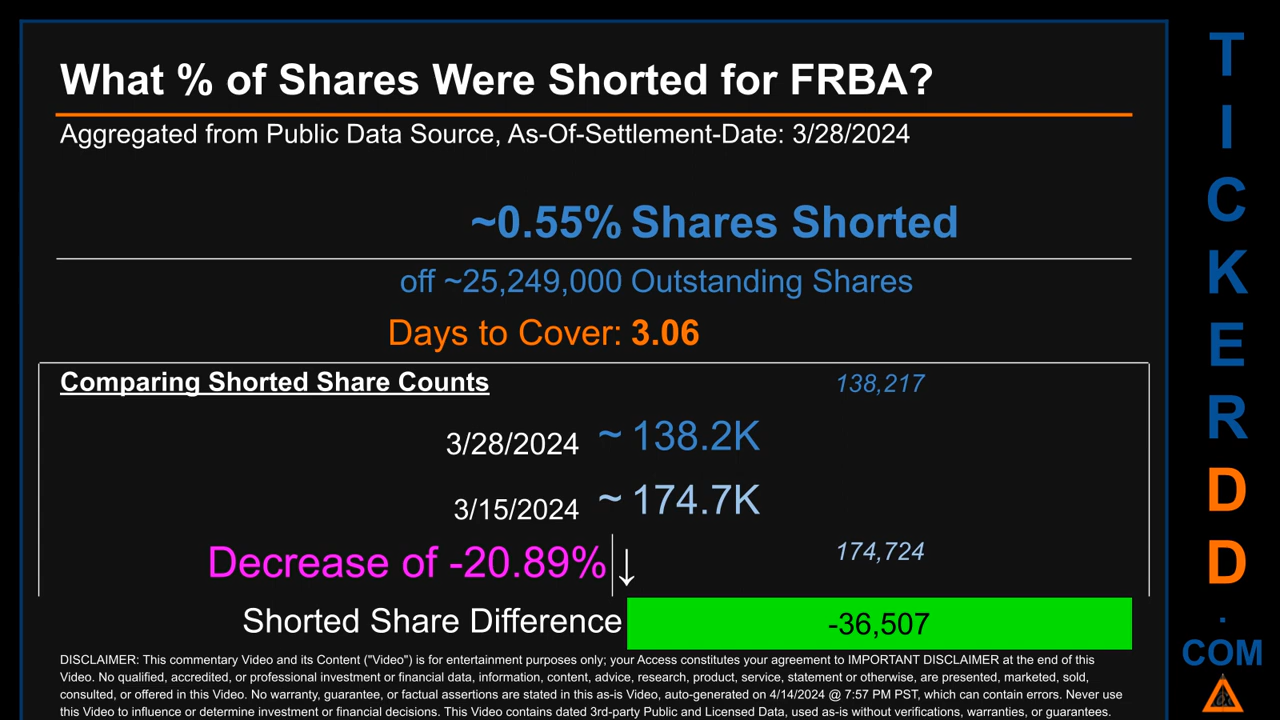 What % of Shares Were Shorted for FRBA?
Aggregated from Public Data Source, As-Of-Settlement-Date: 3/28/2024
~0.55% Shares Shorted
off ~25,249,000 Outstanding Shares
Days to Cover: 3.06
Comparing Shorted Share Counts
138,217
3/28/2024 ~ 138.2K
3/15/2024 ~ 174.7K
174,724
Decrease of -20.89% ↓
Shorted Share Difference -36,507
DISCLAIMER: This commentary Video and its Content ("Video") is for entertainment purposes only; your Access constitutes your agreement to IMPORTANT DISCLAIMER at the end of this
Video. No qualified, accredited, or professional investment or financial data, information, content, advice, research, product, service, statement or otherwise, are presented, marketed, sold,
consulted, or offered in this Video. No warranty, guarantee, or factual assertions are stated in this as-is Video, auto-generated on 4/14/2024 @ 7:57 PM PST, which can contain errors. Never use
this Video to influence or determine investment or financial decisions. This Video contains dated 3rd-party Public and Licensed Data, used as-is without verifications, warranties, or guarantees.
T
I
C
K
E
R
D
D
.
COM